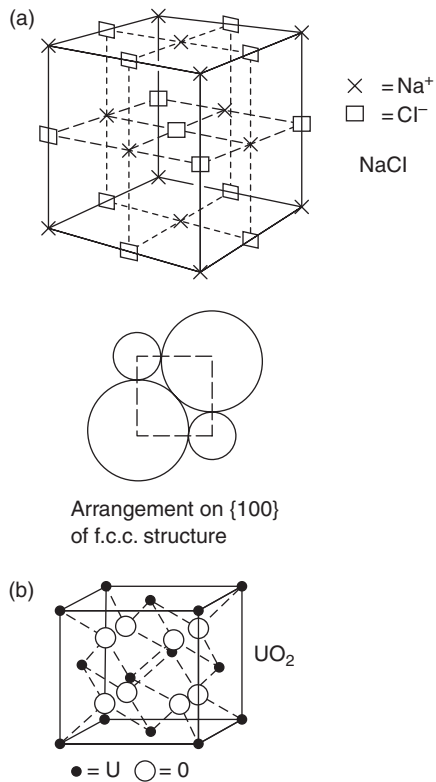 (a)
× = Na⁺
□ = Cl⁻
NaCl
Arrangement on {100}
of f.c.c. structure
(b)
UO₂
● = U ○ = 0